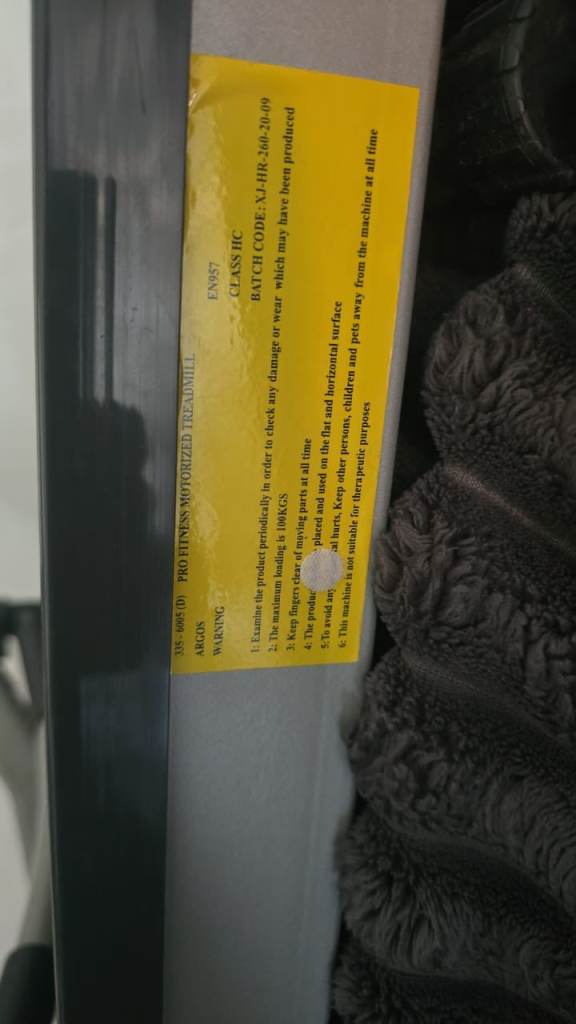 335 - 6005 (D) PRO FITNESS MOTORIZED TREADMILL
ARGOS EN957
WARNING CLASS HC
BATCH CODE: XJ-HR-260-20-09
1: Examine the product periodically in order to check any damage or wear which may have been produced
2: The maximum loading is 100KGS
3: Keep fingers clear of moving parts at all time
4: The produc placed and used on the flat and horizontal surface
5: To avoid any al hurts, Keep other persons, children and pets away from the machine at all time
6: This machine is not suitable for therapeutic purposes